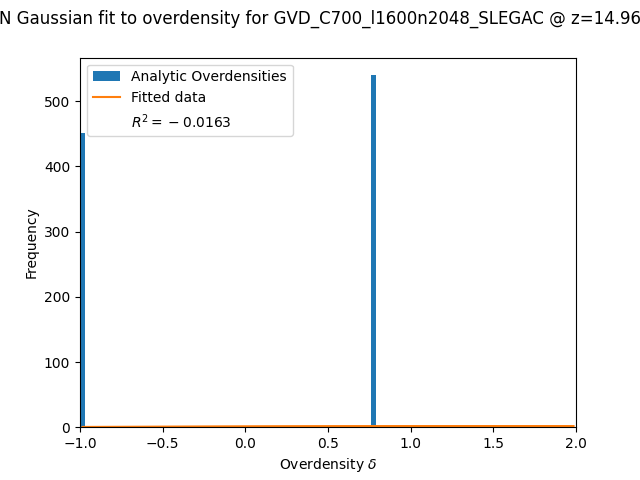 N Gaussian fit to overdensity for GVD_C700_l1600n2048_SLEGAC @ z=14.96
Analytic Overdensities
Fitted data
R² = −0.0163
Frequency
500
400
300
200
100
0
−1.0 −0.5 0.0 0.5 1.0 1.5 2.0
Overdensity δ